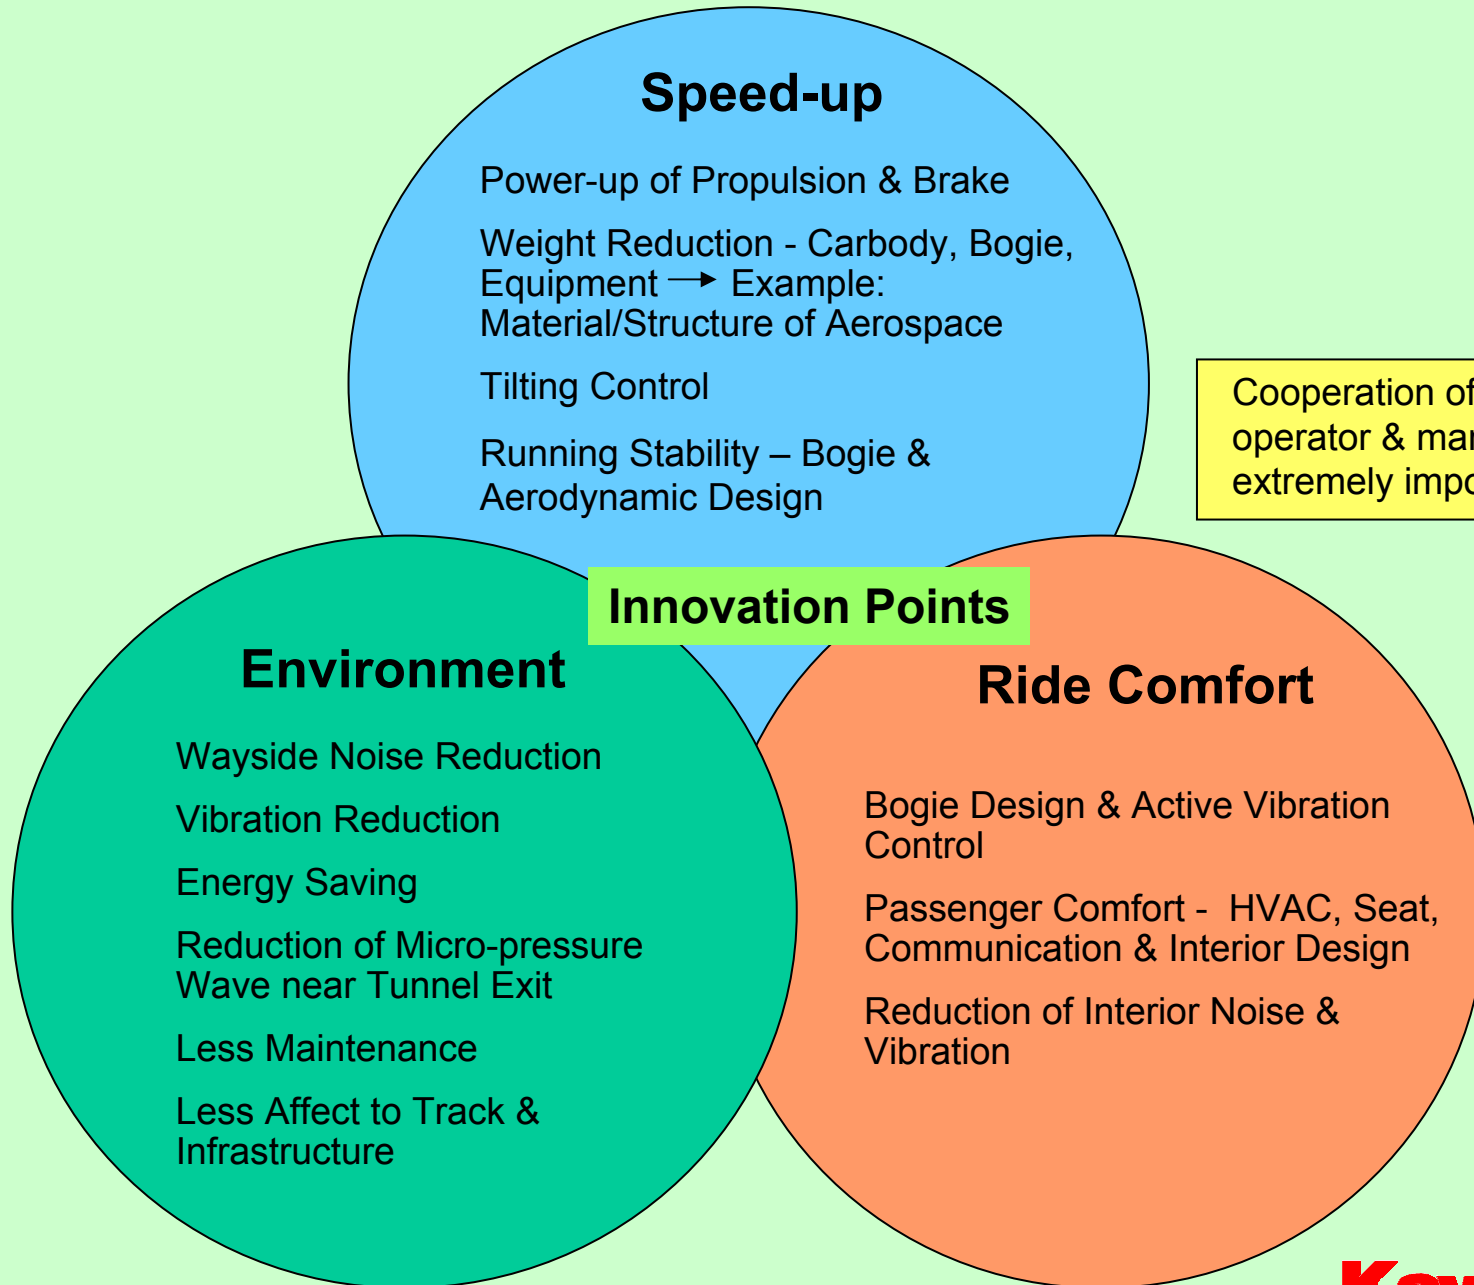 Speed-up
Power-up of Propulsion & Brake
Weight Reduction - Carbody, Bogie,
Equipment → Example:
Material/Structure of Aerospace
Tilting Control
Running Stability – Bogie &
Aerodynamic Design
Cooperation of
operator &
extremely
Innovation Points
Environment
Wayside Noise Reduction
Vibration Reduction
Energy Saving
Reduction of Micro-pressure
Wave near Tunnel Exit
Less Maintenance
Less Affect to Track &
Infrastructure
Ride Comfort
Bogie Design & Active Vibration
Control
Passenger Comfort - HVAC, Seat,
Communication & Interior Design
Reduction of Interior Noise &
Vibration